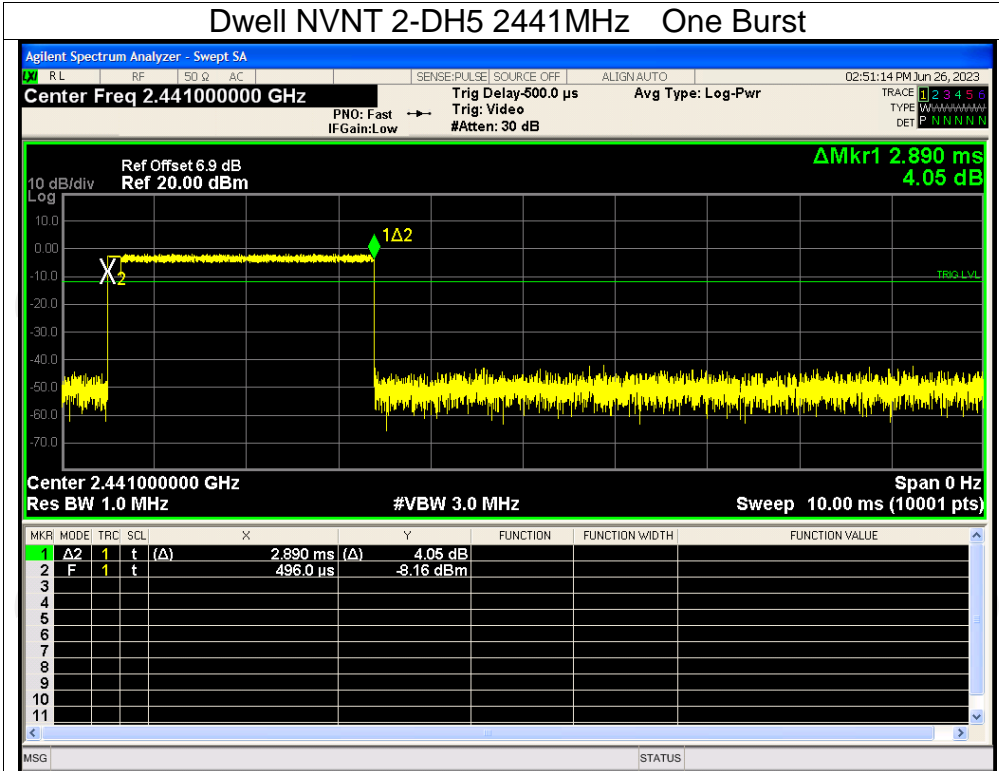 Dwell NVNT 2-DH5 2441MHz One Burst
Agilent Spectrum Analyzer - Swept SA
LXI RL RF 50 Ω AC SENSE:PULSE SOURCE OFF ALIGN AUTO 02:51:14 PM Jun 26, 2023
Center Freq 2.441000000 GHz
PNO: Fast
IFGain:Low
Trig Delay-500.0 µs
Trig: Video
#Atten: 30 dB
Avg Type: Log-Pwr
TRACE 1 2 3 4 5 6
TYPE WWWWWW
DET P N N N N N
ΔMkr1 2.890 ms
4.05 dB
Ref Offset 6.9 dB
10 dB/div Ref 20.00 dBm
Log
10.0
0.00
-10.0
-20.0
-30.0
-40.0
-50.0
-60.0
-70.0
1Δ2
2
TRIG LVL
Center 2.441000000 GHz Span 0 Hz
Res BW 1.0 MHz #VBW 3.0 MHz Sweep 10.00 ms (10001 pts)
MKR MODE TRC SCL X Y FUNCTION FUNCTION WIDTH FUNCTION VALUE
1 Δ2 1 t (Δ) 2.890 ms (Δ) 4.05 dB
2 F 1 t 496.0 µs -8.16 dBm
3
4
5
6
7
8
9
10
11
MSG STATUS